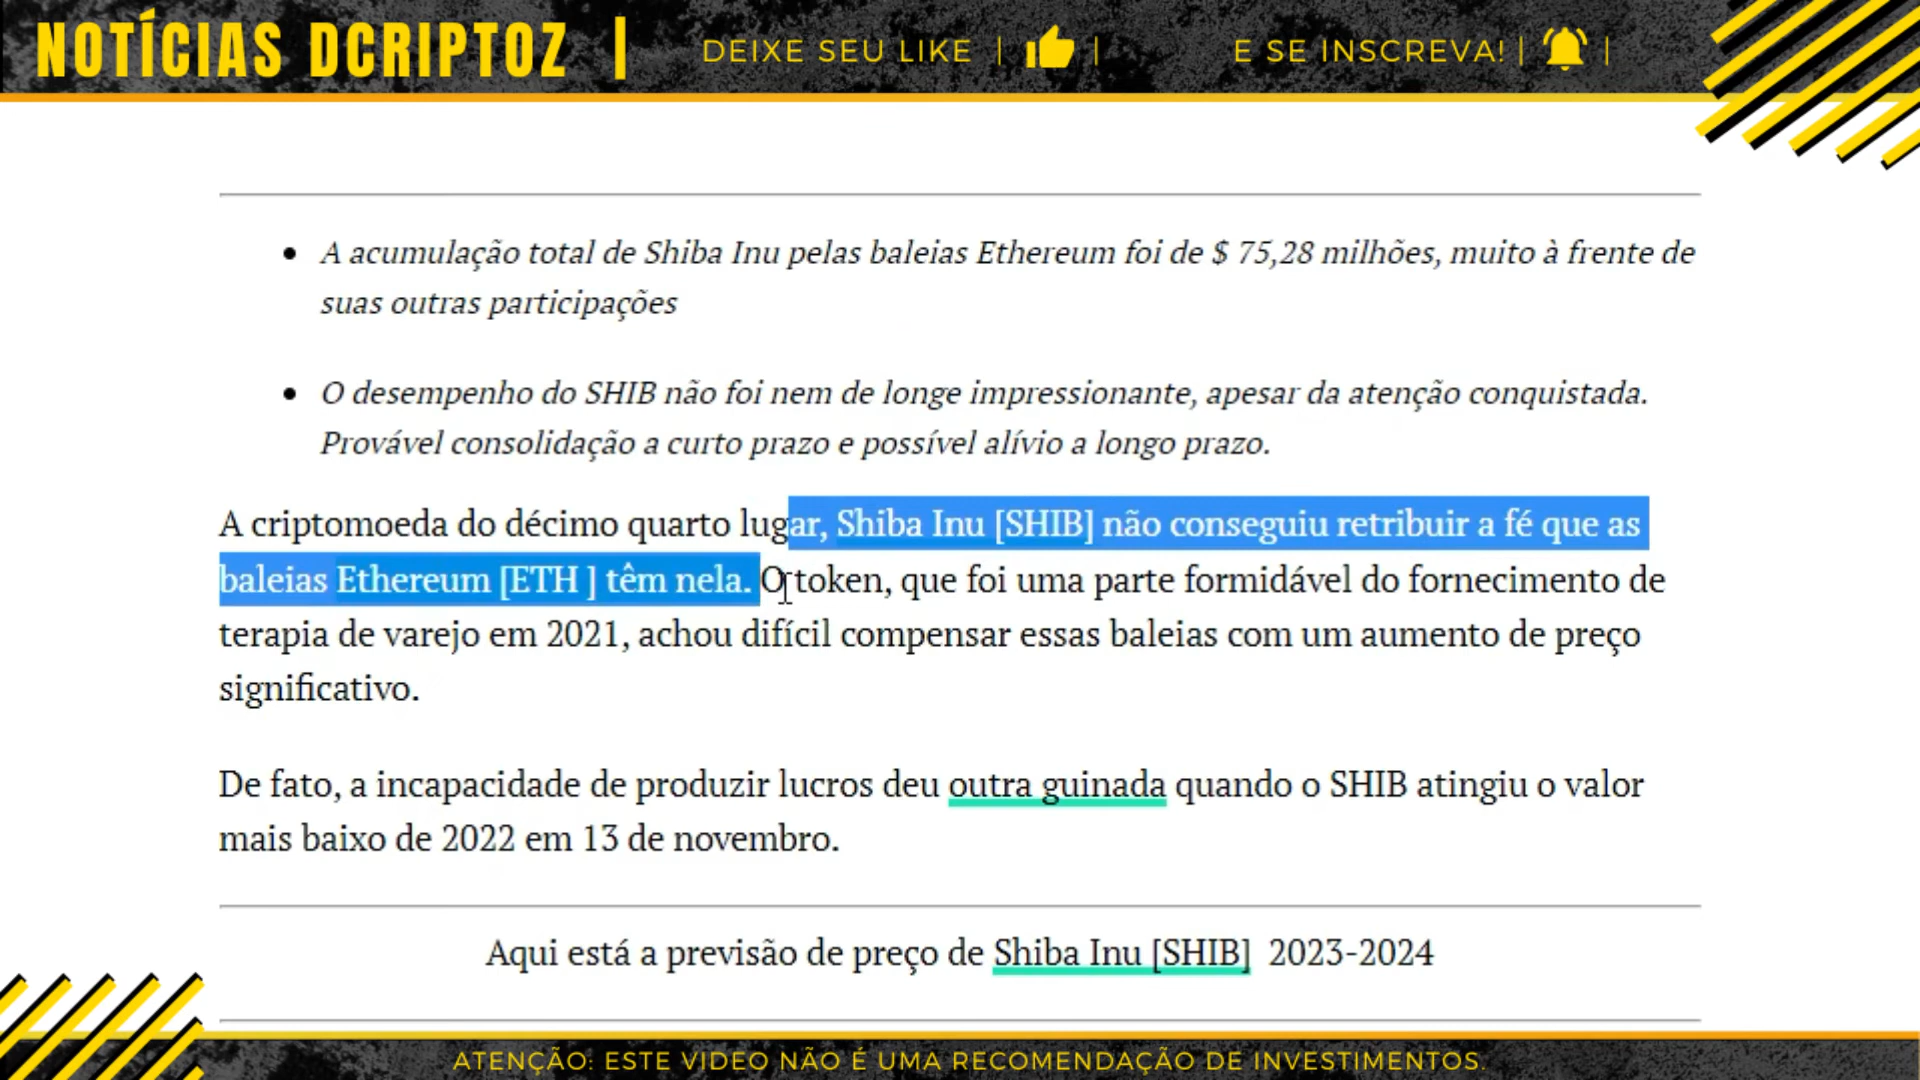 NOTÍCIAS DCRIPTOZ |
DEIXE SEU LIKE | |
E SE INSCREVA! | |
• A acumulação total de Shiba Inu pelas baleias Ethereum foi de $ 75,28 milhões, muito à frente de
suas outras participações
• O desempenho do SHIB não foi nem de longe impressionante, apesar da atenção conquistada.
Provável consolidação a curto prazo e possível alívio a longo prazo.
A criptomoeda do décimo quarto lugar, Shiba Inu [SHIB] não conseguiu retribuir a fé que as
baleias Ethereum [ETH ] têm nela. O token, que foi uma parte formidável do fornecimento de
terapia de varejo em 2021, achou difícil compensar essas baleias com um aumento de preço
significativo.
De fato, a incapacidade de produzir lucros deu outra guinada quando o SHIB atingiu o valor
mais baixo de 2022 em 13 de novembro.
Aqui está a previsão de preço de Shiba Inu [SHIB] 2023-2024
ATENÇÃO: ESTE VIDEO NÃO É UMA RECOMENDAÇÃO DE INVESTIMENTOS.